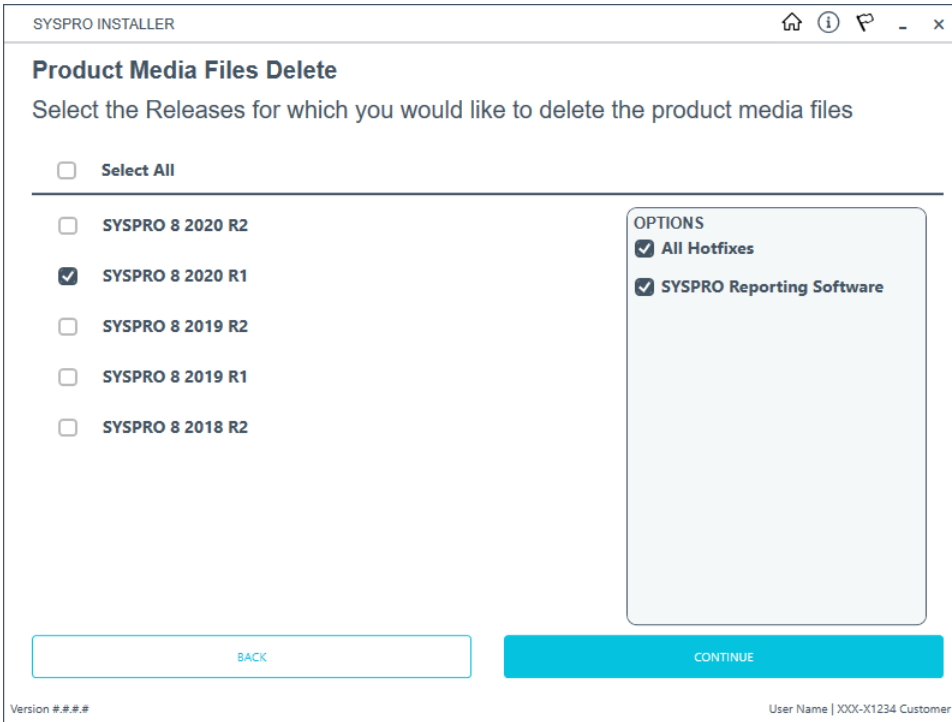 SYSPRO INSTALLER
Product Media Files Delete
Select the Releases for which you would like to delete the product media files
Select All
SYSPRO 8 2020 R2
SYSPRO 8 2020 R1
SYSPRO 8 2019 R2
SYSPRO 8 2019 R1
SYSPRO 8 2018 R2
OPTIONS
All Hotfixes
SYSPRO Reporting Software
BACK
CONTINUE
Version #.#.#.#
User Name | XXX-X1234 Customer